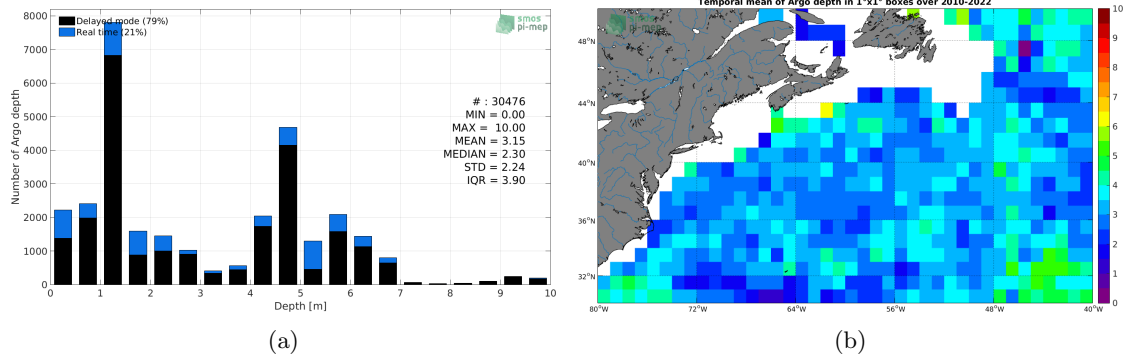 Delayed mode (79%)
Real time (21%)
smos
pi-mep
# : 30476
MIN = 0.00
MAX = 10.00
MEAN = 3.15
MEDIAN = 2.30
STD = 2.24
IQR = 3.90
Number of Argo depth
8000
7000
6000
5000
4000
3000
2000
1000
0
0 1 2 3 4 5 6 7 8 9 10
Depth [m]
(a)
Temporal mean of Argo depth in 1°x1° boxes over 2010-2022
smos
pi-mep
48°N
44°N
40°N
36°N
32°N
80°W 72°W 64°W 56°W 48°W 40°W
10
9
8
7
6
5
4
3
2
1
0
(b)